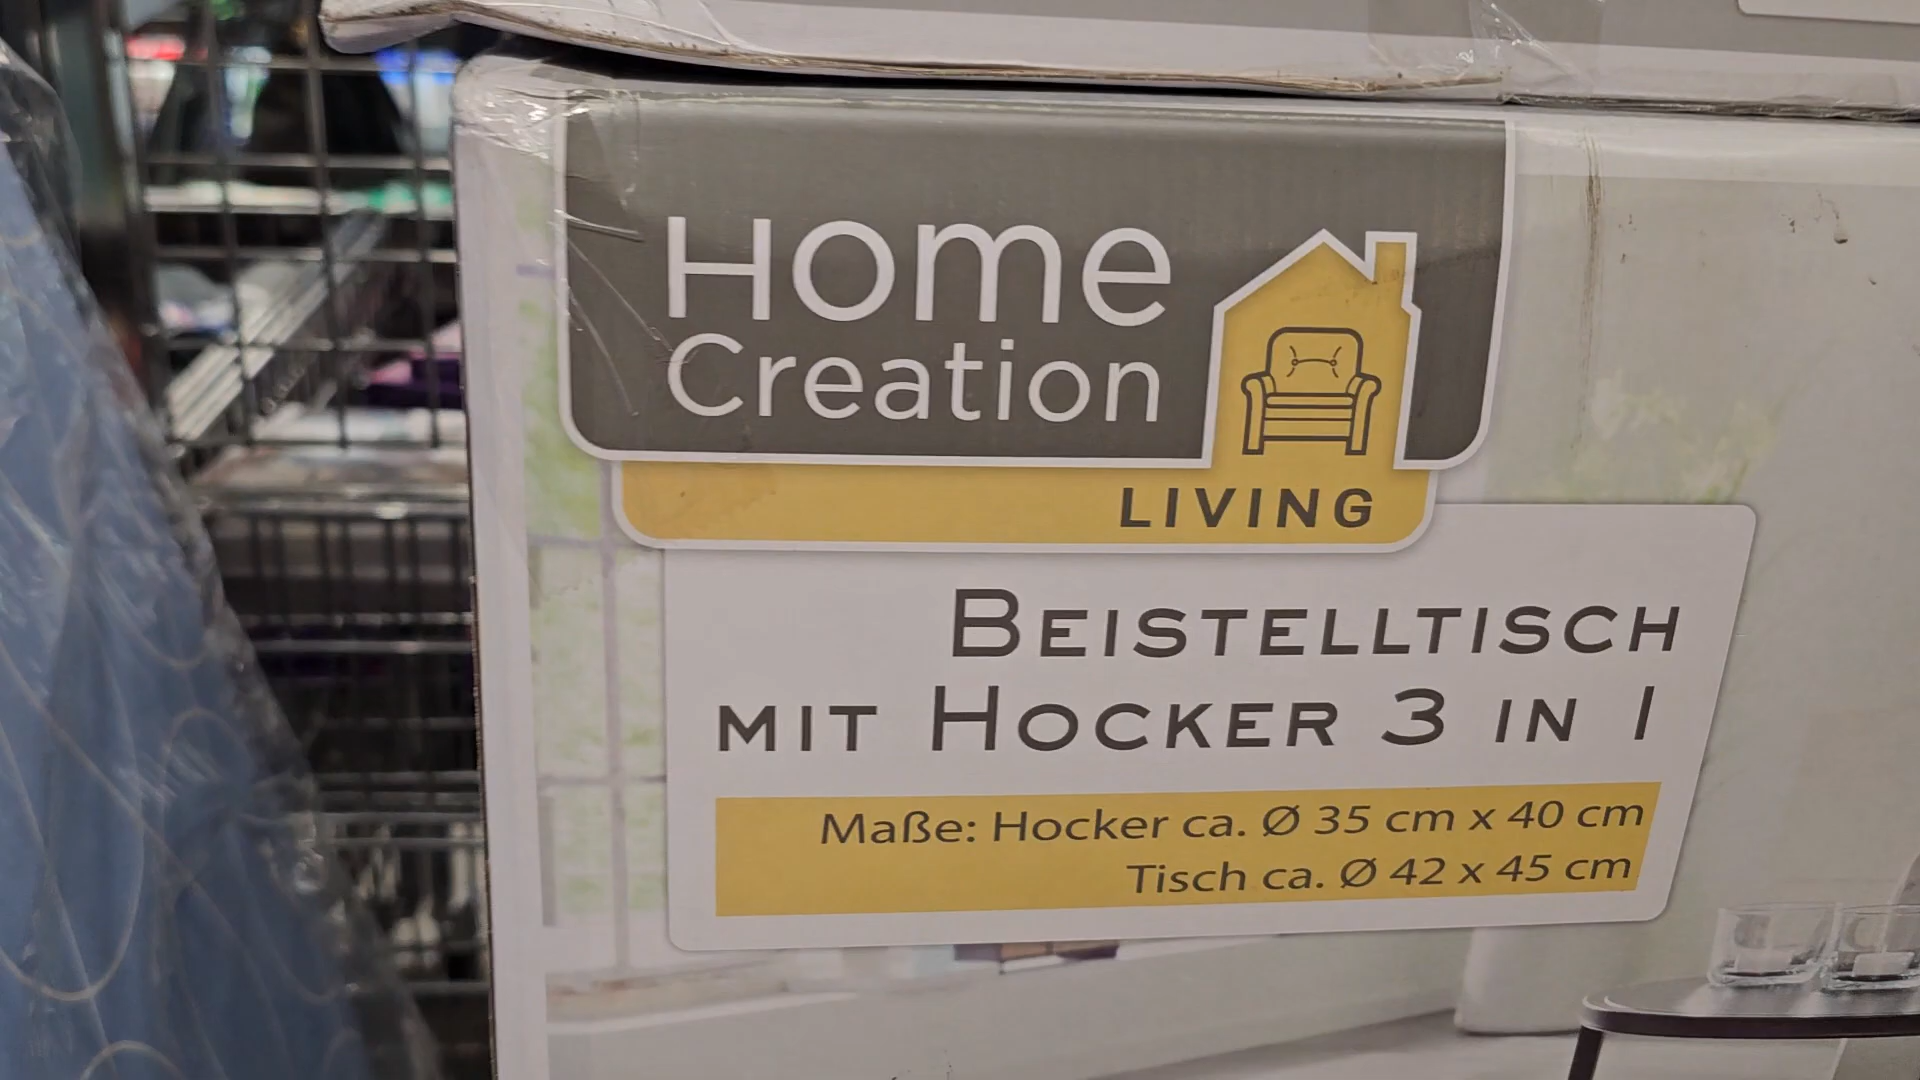 Home
Creation
LIVING
BEISTELLTISCH
MIT HOCKER 3 IN 1
Maße: Hocker ca. Ø 35 cm x 40 cm
Tisch ca. Ø 42 x 45 cm